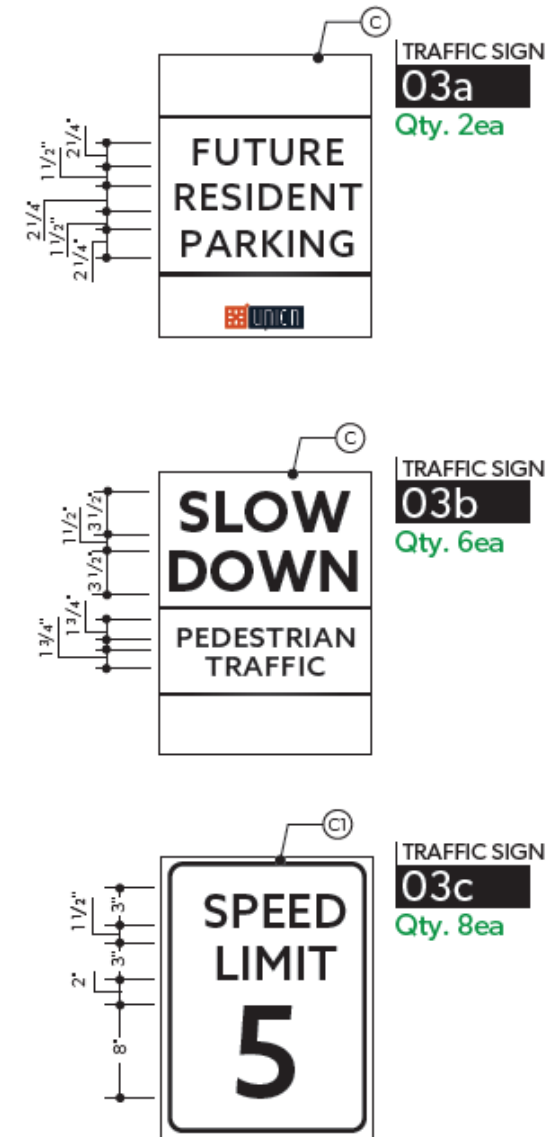 C
TRAFFIC SIGN
03a
Qty. 2ea
2 1/4"
1 1/2"
2 1/4"
1 1/2"
2 1/4"
FUTURE
RESIDENT
PARKING
C
TRAFFIC SIGN
03b
Qty. 6ea
3 1/2"
1 1/2"
3 1/2"
1 3/4"
1 3/4"
SLOW
DOWN
PEDESTRIAN
TRAFFIC
C1
TRAFFIC SIGN
03c
Qty. 8ea
3"
1 1/2"
3"
2"
8"
SPEED
LIMIT
5